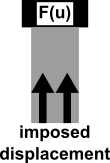 F(u)
imposed
displacement